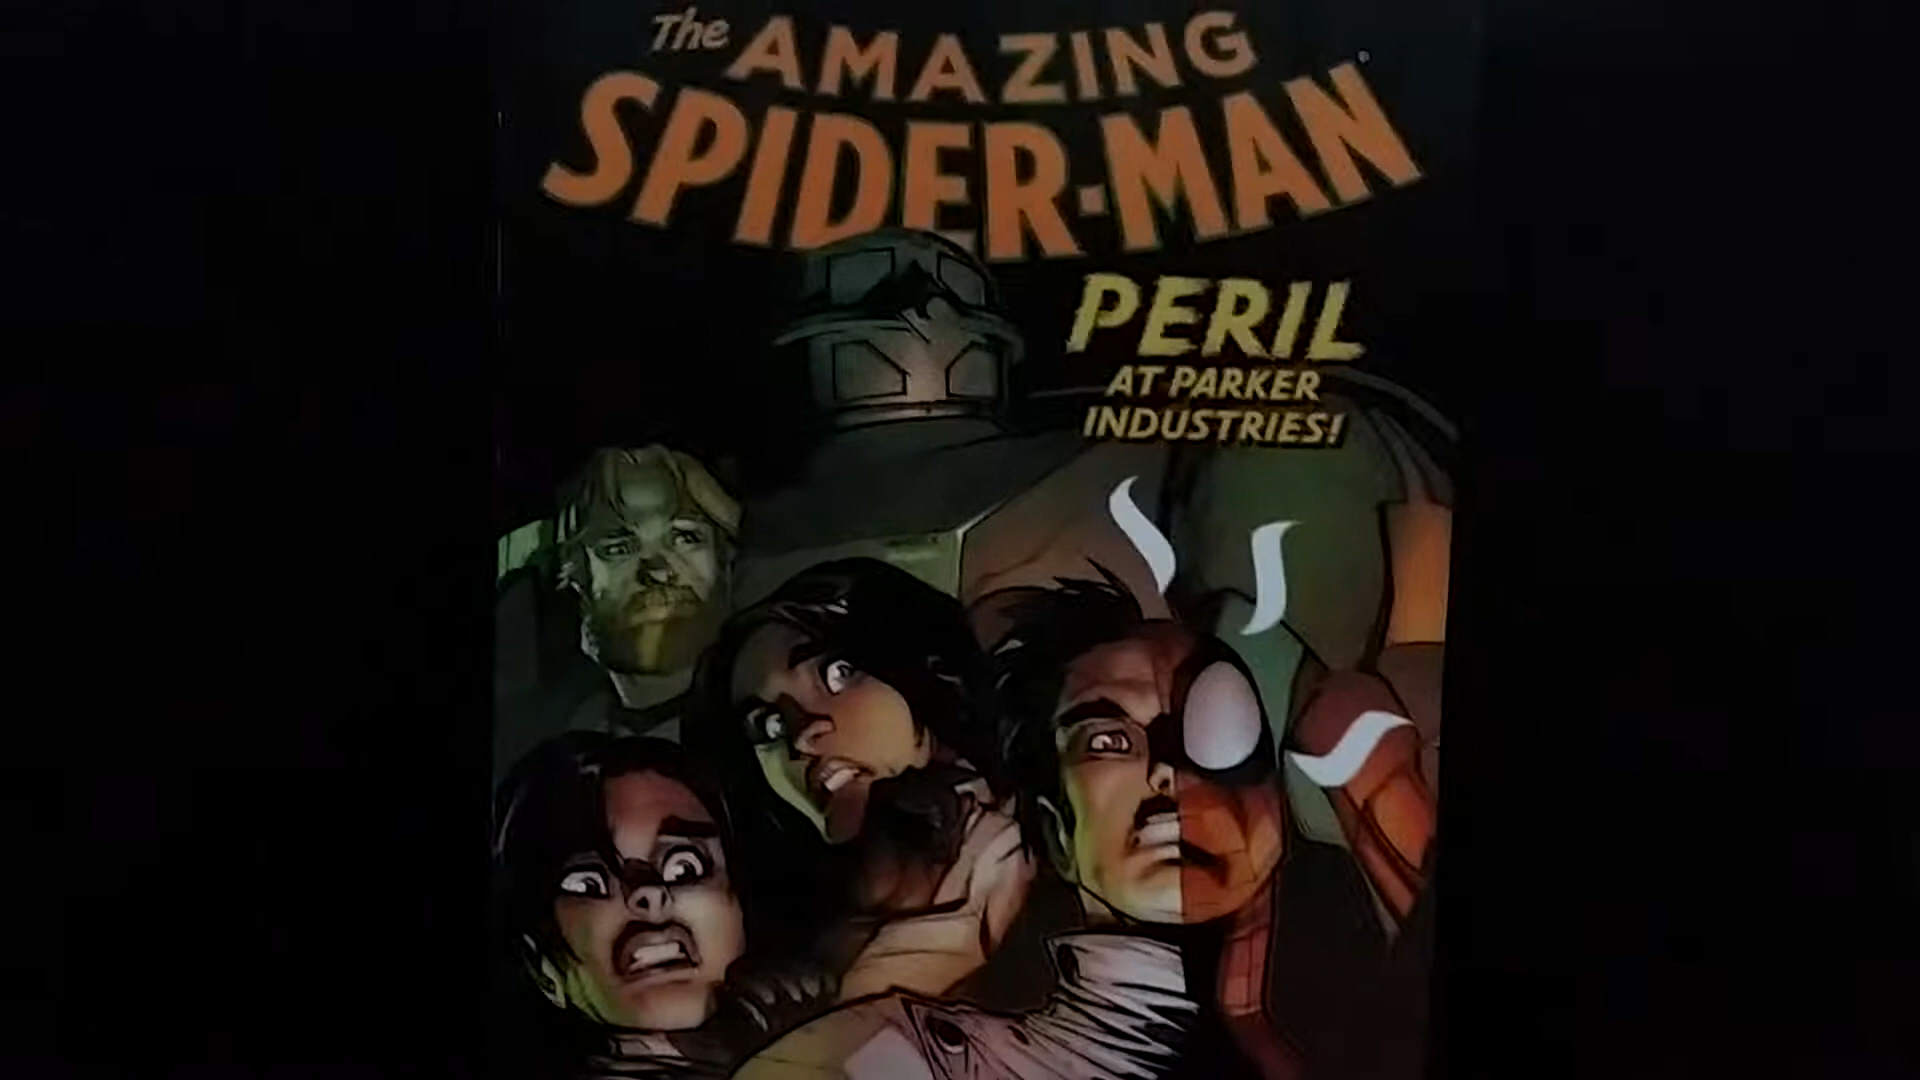 The AMAZING
SPIDER-MAN
PERIL
AT PARKER
INDUSTRIES!